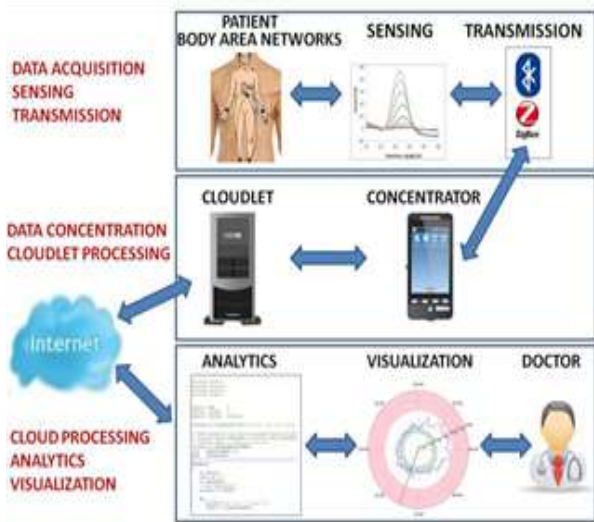 PATIENT
BODY AREA NETWORKS
SENSING
TRANSMISSION
DATA ACQUISITION
SENSING
TRANSMISSION
ZigBee
CLOUDLET
CONCENTRATOR
DATA CONCENTRATION
CLOUDLET PROCESSING
internet
ANALYTICS
VISUALIZATION
DOCTOR
CLOUD PROCESSING
ANALYTICS
VISUALIZATION